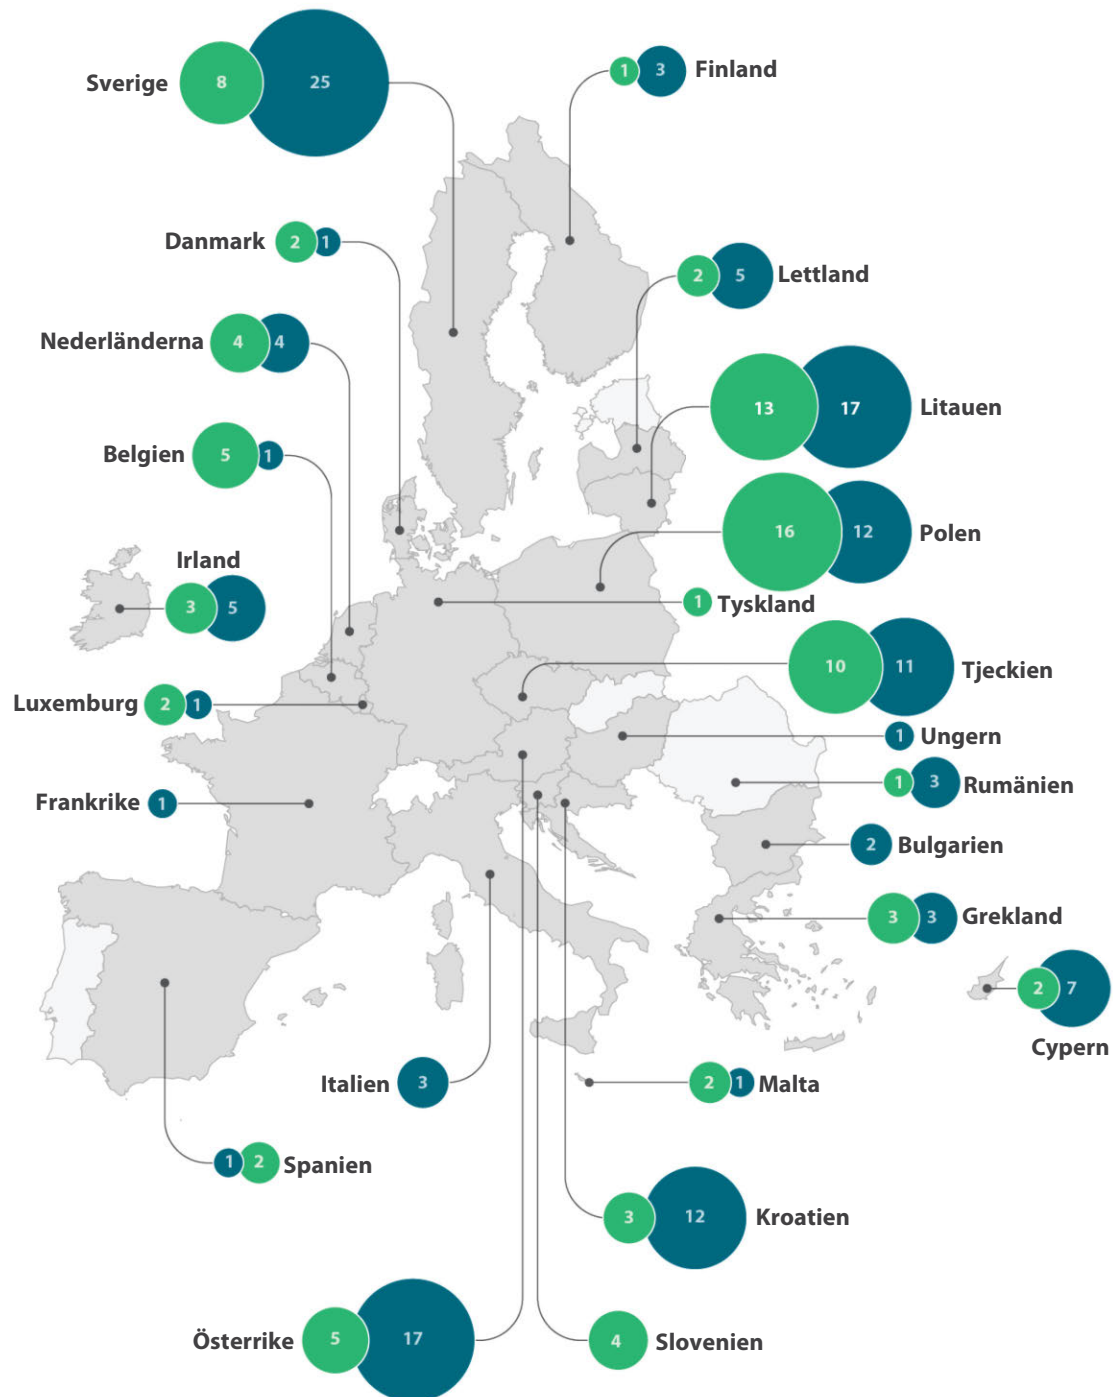 Sverige 8 25
1 3 Finland
Danmark 2 1
2 5 Lettland
Nederländerna 4 4
13 17 Litauen
Belgien 5 1
16 12 Polen
Irland
3 5
1 Tyskland
10 11 Tjeckien
Luxemburg 2 1
1 Ungern
1 3 Rumänien
Frankrike 1
2 Bulgarien
3 3 Grekland
2 7
Cypern
Italien 3
2 1 Malta
1 2 Spanien
3 12 Kroatien
Österrike 5 17
4 Slovenien